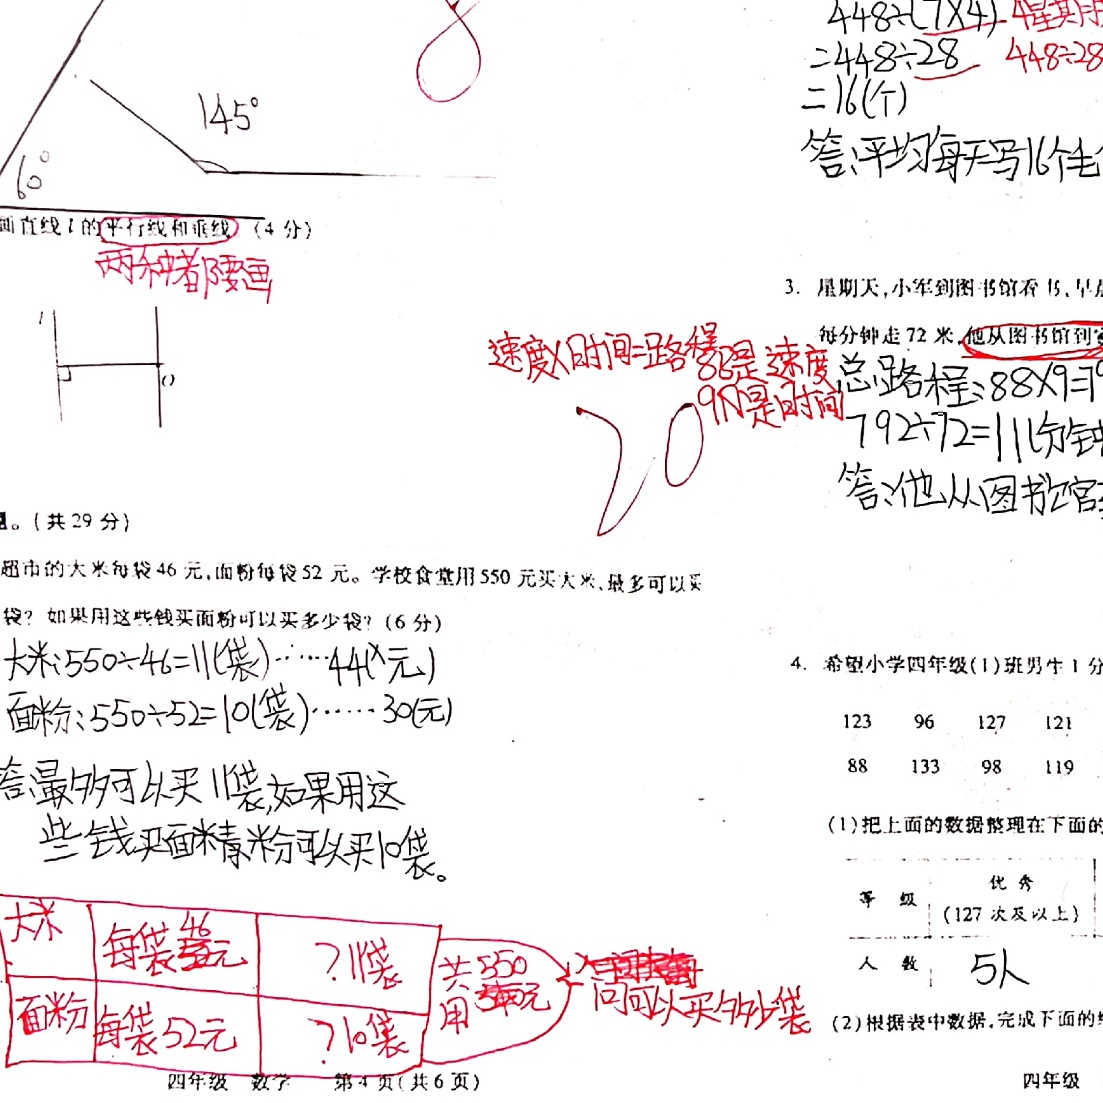 145°
60°
画直线l的平行线和垂线 (4 分)
两种都要画
l
O
。(共 29 分)
超市的大米每袋 46 元,面粉每袋 52 元。学校食堂用 550 元买大米,最多可以买
袋? 如果用这些钱买面粉可以买多少袋? (6 分)
大米:550÷46=11(袋)……44(元)
面粉:550÷52=10(袋)……30(元)
答:最多可以买11袋,如果用这
些钱买面粉可以买10袋。
大米 每袋46元 ?11袋
面粉 每袋52元 ?10袋
共550元
用
问可以买多少袋
四年级 数学 第 4 页(共 6 页)
448÷(7×4) 4星期
=448÷28 448÷28
=16(个)
答:平均每天写16个
3. 星期天,小军到图书馆看书,早
每分钟走 72 米,他从图书馆到
速度×时间=路程
88是速度
9是时间
20
总路程:88×9=79
792÷72=11(分钟
答:他从图书馆
4. 希望小学四年级(1)班男生 1 分
123 96 127 121
88 133 98 119
(1)把上面的数据整理在下面的
等 级 优 秀
(127 次及以上)
人 数 5人
(2)根据表中数据,完成下面的
四年级